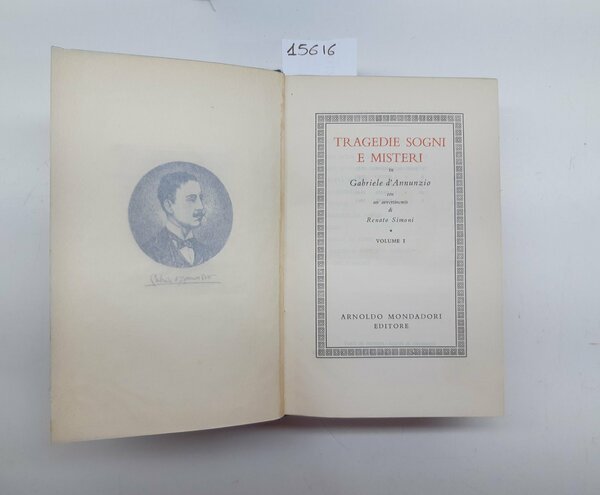 15616
TRAGEDIE SOGNI
E MISTERI
di
Gabriele d'Annunzio
con
un avvertimento
di
Renato Simoni
VOLUME I
ARNOLDO MONDADORI
EDITORE